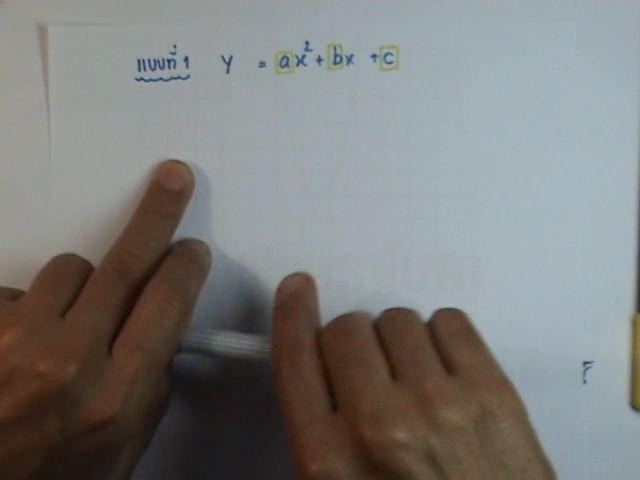 แบบที่ 1 y = ax² + bx + c